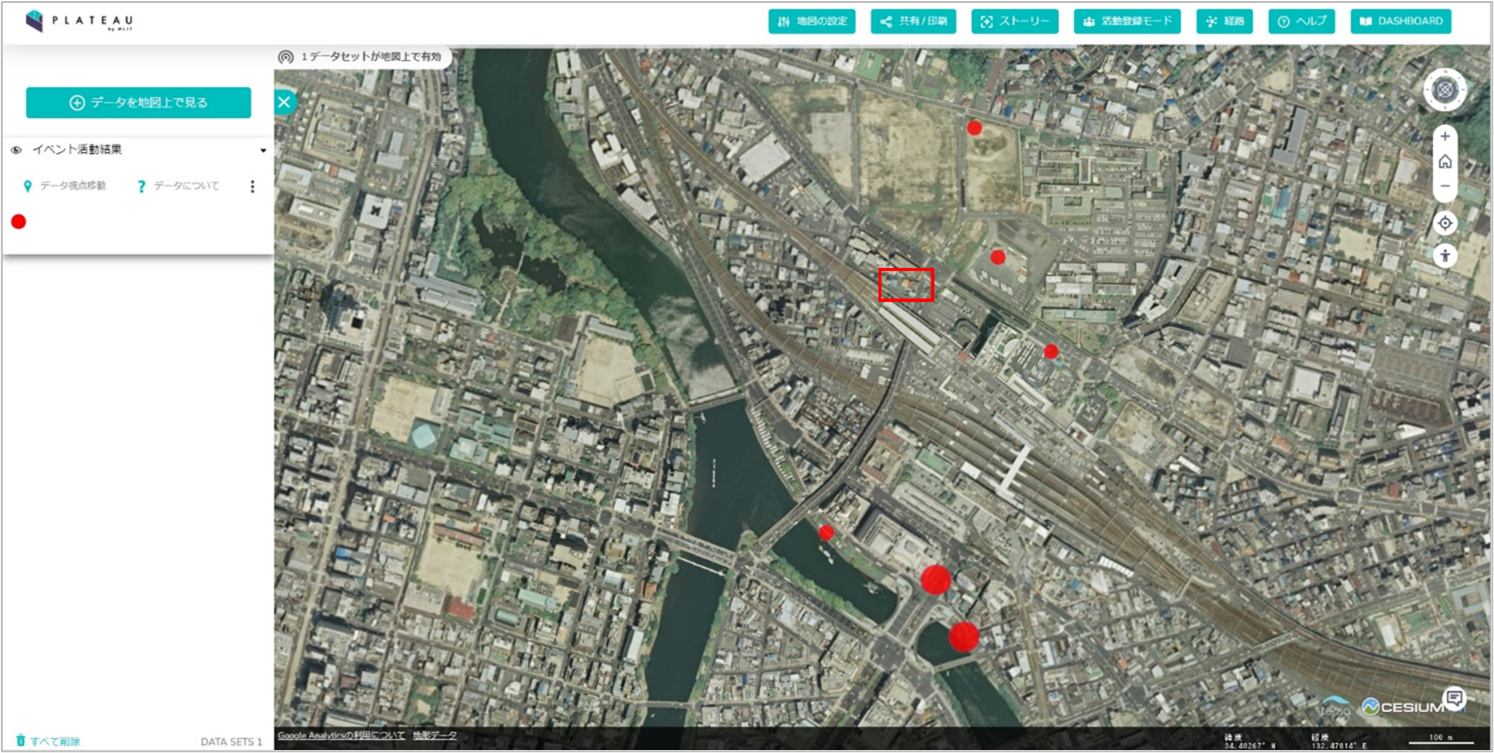 PLATEAU
by MLIT
地図の設定
共有/印刷
ストーリー
活動登録モード
経路
ヘルプ
DASHBOARD
1データセットが地図上で有効
データを地図上で見る
イベント活動結果
データ視点移動
データについて
すべて削除
DATA SETS 1
Google Analyticsの利用について 地形データ
CESIUM
緯度
34.40267° N
経度
132.47814° E
100 m